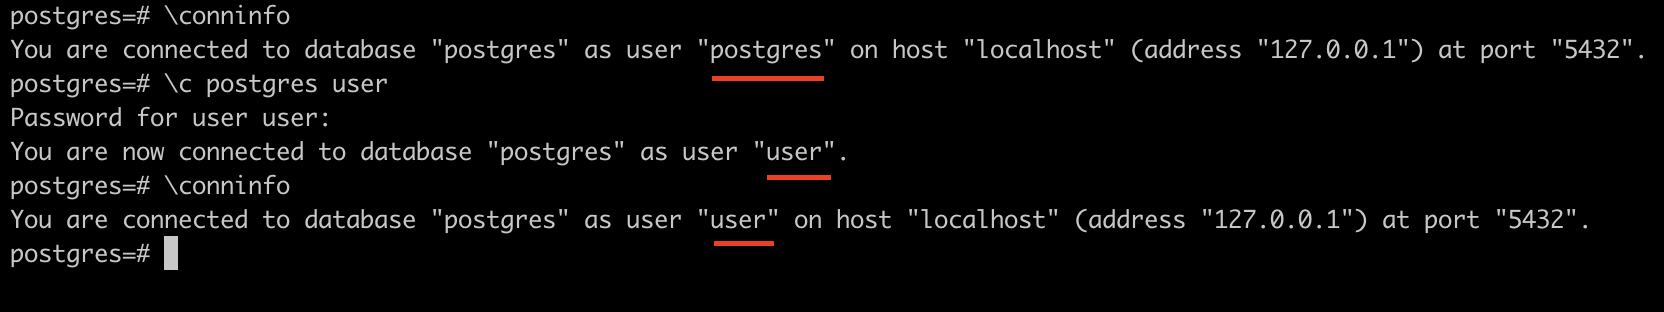 postgres=# \conninfo
You are connected to database "postgres" as user "postgres" on host "localhost" (address "127.0.0.1") at port "5432".
postgres=# \c postgres user
Password for user user:
You are now connected to database "postgres" as user "user".
postgres=# \conninfo
You are connected to database "postgres" as user "user" on host "localhost" (address "127.0.0.1") at port "5432".
postgres=#